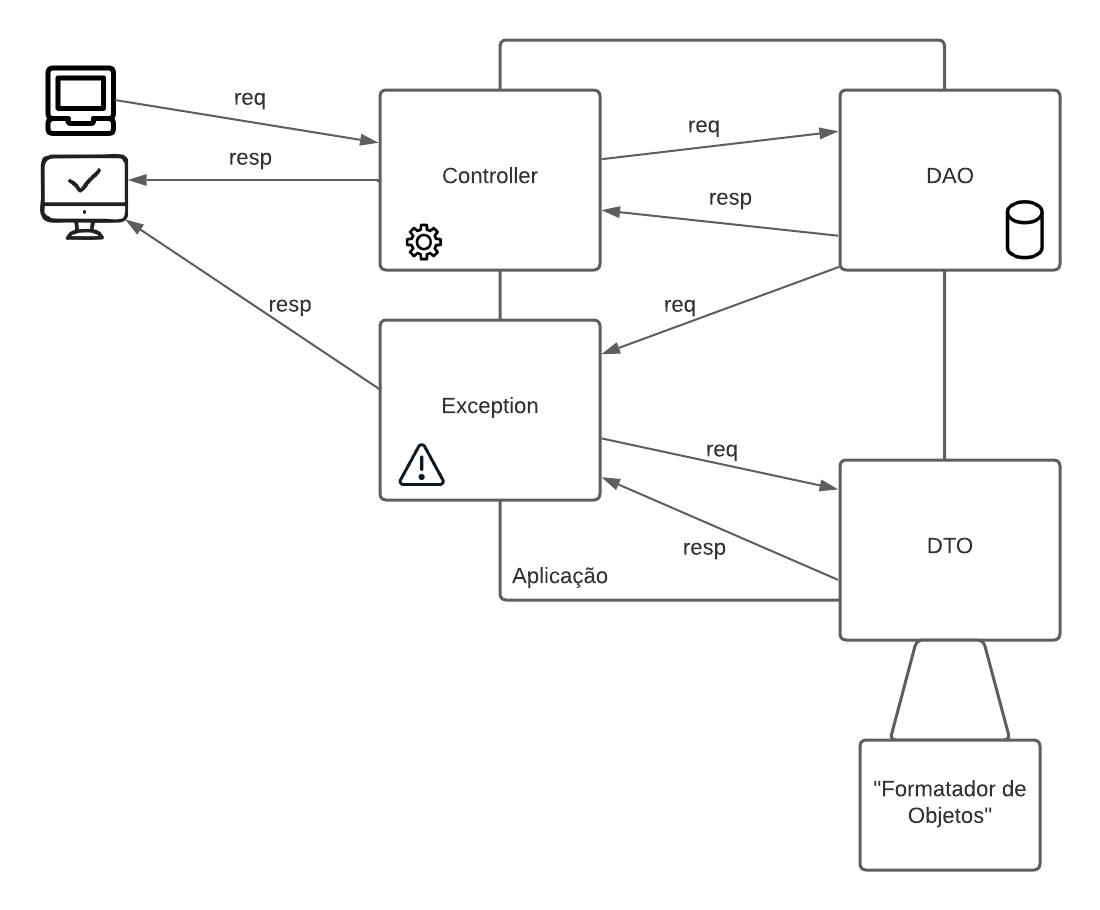 req
req
resp
Controller
DAO
resp
resp
req
Exception
req
DTO
resp
Aplicação
"Formatador de
Objetos"